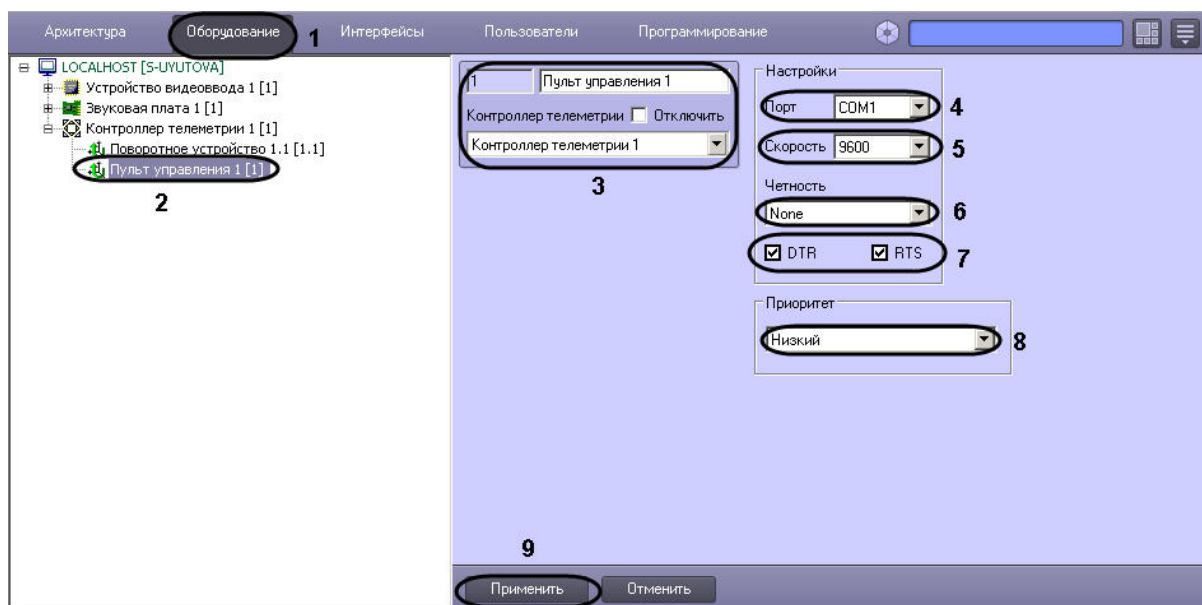 Архитектура Оборудование 1 Интерфейсы Пользователи Программирование
LOCALHOST [S-UYUTOVA]
Устройство видеоввода 1 [1]
Звуковая плата 1 [1]
Контроллер телеметрии 1 [1]
Поворотное устройство 1.1 [1.1]
Пульт управления 1 [1]
2
1 Пульт управления 1
Контроллер телеметрии Отключить
Контроллер телеметрии 1
3
Настройки
Порт COM1 4
Скорость 9600 5
Четность
None 6
DTR RTS 7
Приоритет
Низкий 8
9
Применить Отменить